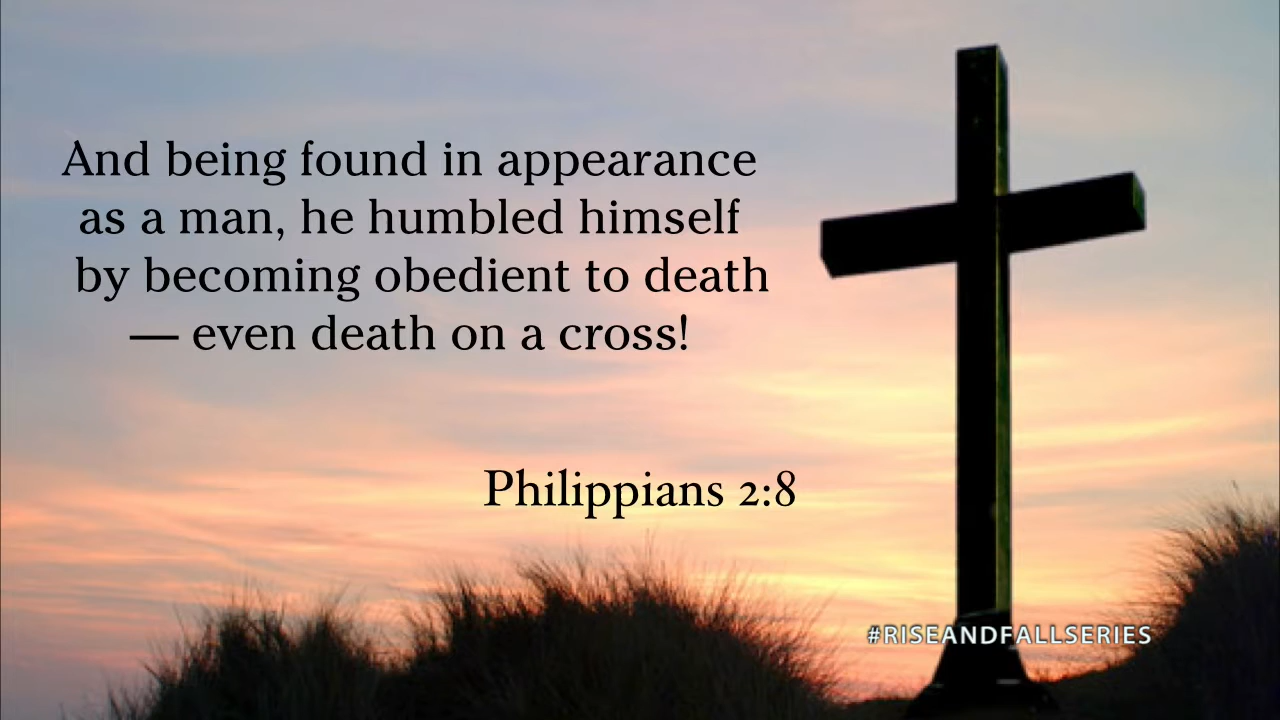 And being found in appearance
as a man, he humbled himself
by becoming obedient to death
— even death on a cross!
Philippians 2:8
#RISEANDFALLSERIES